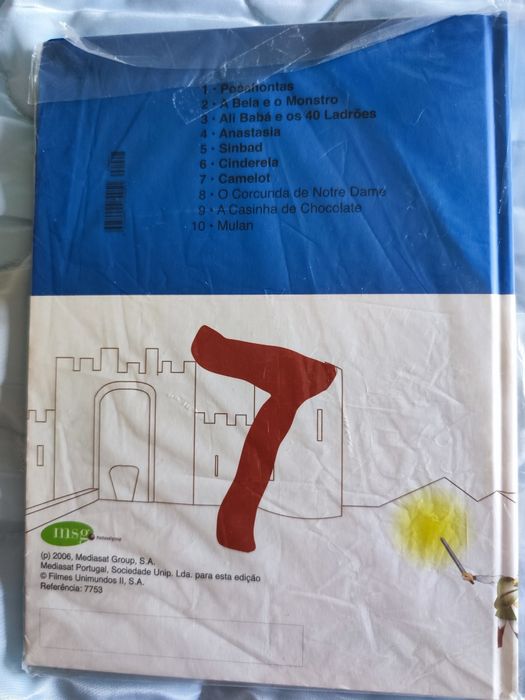 1 • Pocahontas
2 • A Bela e o Monstro
3 • Ali Babá e os 40 Ladrões
4 • Anastasia
5 • Sinbad
6 • Cinderela
7 • Camelot
8 • O Corcunda de Notre Dame
9 • A Casinha de Chocolate
10 • Mulan
7
msg
(p) 2006, Mediasat Group, S.A.
Mediasat Portugal, Sociedade Unip. Lda. para esta edição
© Filmes Unimundos II, S.A.
Referência: 7753